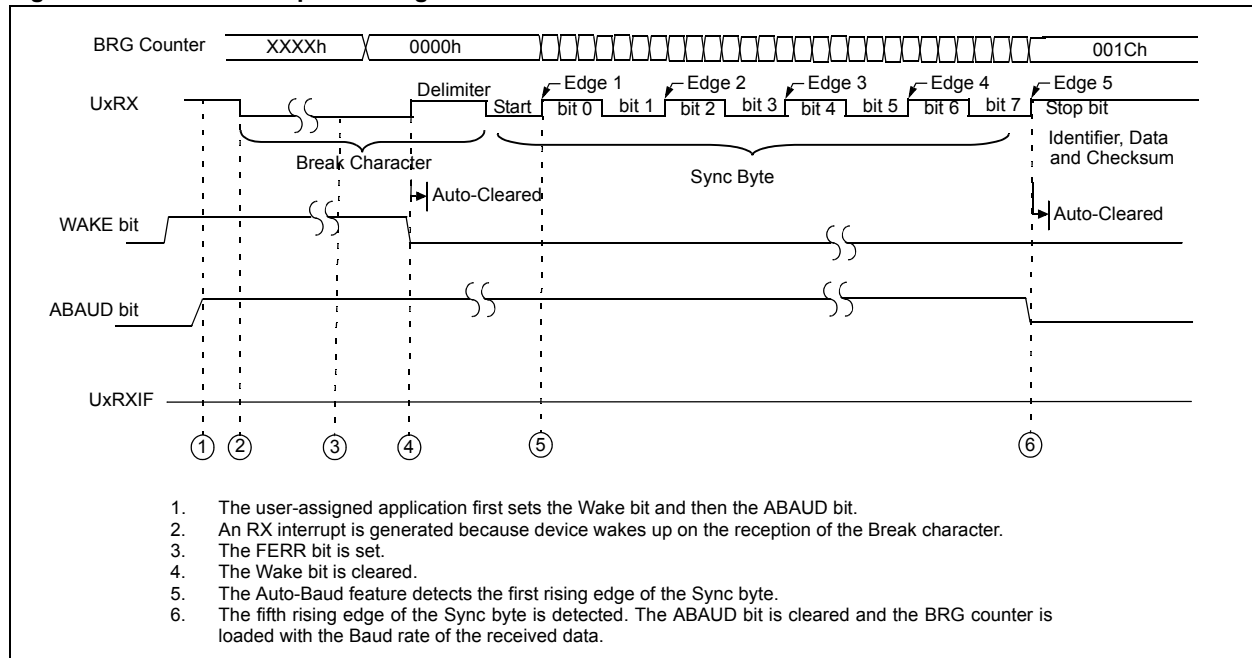 BRG Counter XXXXh 0000h 001Ch
Delimiter Edge 1 Edge 2 Edge 3 Edge 4 Edge 5
UxRX Start bit 0 bit 1 bit 2 bit 3 bit 4 bit 5 bit 6 bit 7 Stop bit
Identifier, Data
and Checksum
Break Character
Sync Byte
Auto-Cleared
Auto-Cleared
WAKE bit
ABAUD bit
UxRXIF
1 2 3 4 5 6
1. The user-assigned application first sets the Wake bit and then the ABAUD bit.
2. An RX interrupt is generated because device wakes up on the reception of the Break character.
3. The FERR bit is set.
4. The Wake bit is cleared.
5. The Auto-Baud feature detects the first rising edge of the Sync byte.
6. The fifth rising edge of the Sync byte is detected. The ABAUD bit is cleared and the BRG counter is
loaded with the Baud rate of the received data.